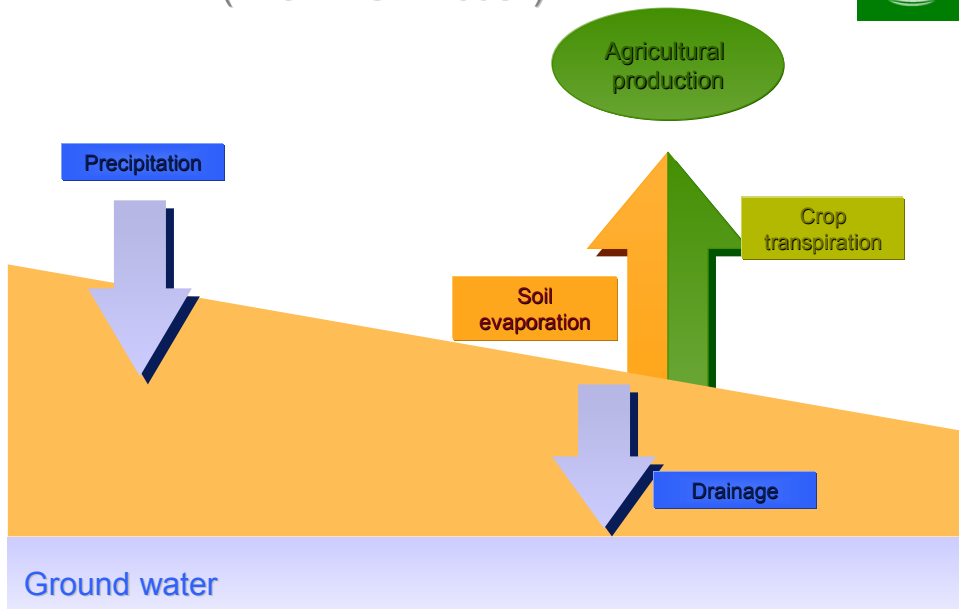 Agricultural
production
Precipitation
Crop
transpiration
Soil
evaporation
Drainage
Ground water